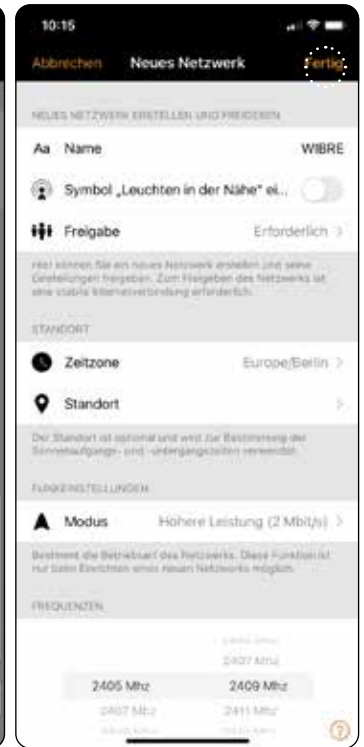 10:15
Abbrechen Neues Netzwerk Fertig
NEUES NETZWERK ERSTELLEN UND FREIGEBEN
Aa Name WIBRE
Symbol „Leuchten in der Nähe“ ei...
Freigabe Erforderlich >
Hier können Sie ein neues Netzwerk erstellen und seine
Einstellungen freigeben. Zum Freigeben des Netzwerks ist
eine stabile Internetverbindung erforderlich.
STANDORT
Zeitzone Europe/Berlin >
Standort >
Der Standort ist optional und wird zur Bestimmung der
Sonnenaufgangs- und -untergangszeiten verwendet.
FUNKEINSTELLUNGEN
Modus Höhere Leistung (2 Mbit/s) >
Bestimmt die Betriebsart des Netzwerks. Diese Funktion ist
nur beim Einrichten eines neuen Netzwerks möglich.
FREQUENZEN
2407 Mhz
2405 Mhz 2409 Mhz
2407 Mhz 2411 Mhz
?